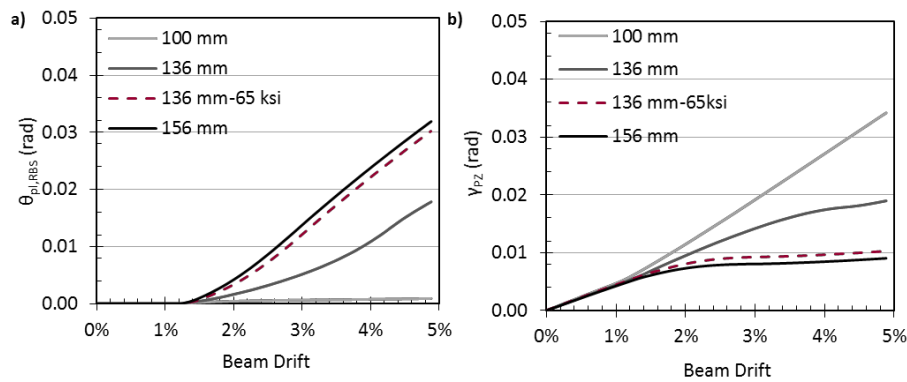 a)
0.05
0.04
0.03
0.02
0.01
0.00
θpl,RBS (rad)
100 mm
136 mm
136 mm-65 ksi
156 mm
0% 1% 2% 3% 4% 5%
Beam Drift
b)
0.05
0.04
0.03
0.02
0.01
0.00
γPZ (rad)
100 mm
136 mm
136 mm-65ksi
156 mm
0% 1% 2% 3% 4% 5%
Beam Drift